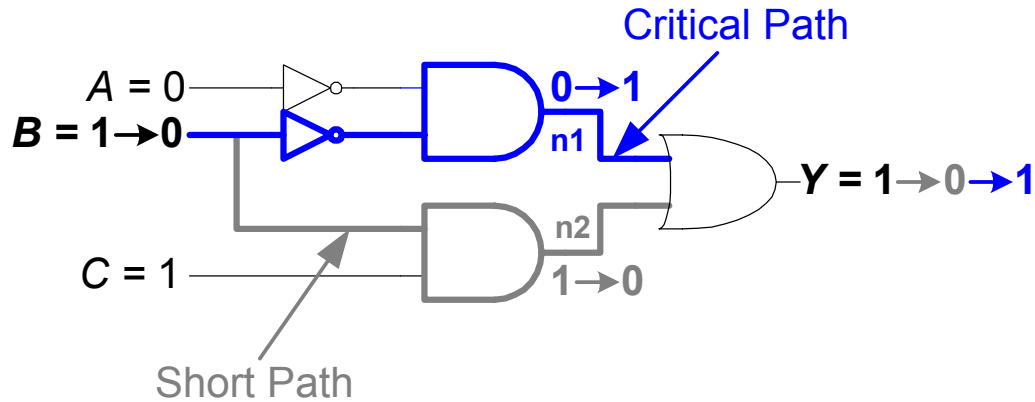 Critical Path
A = 0
0→1
B = 1→0
n1
Y = 1→0→1
n2
C = 1
1→0
Short Path